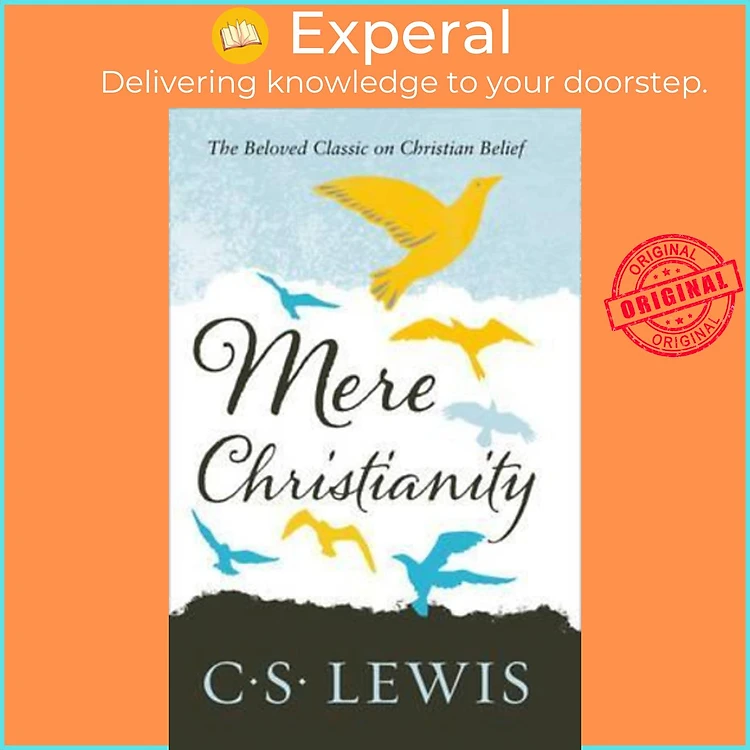 Experal
Delivering knowledge to your doorstep.
The Beloved Classic on Christian Belief
ORIGINAL
ORIGINAL
ORIGINAL
Mere
Christianity
C·S· LEWIS